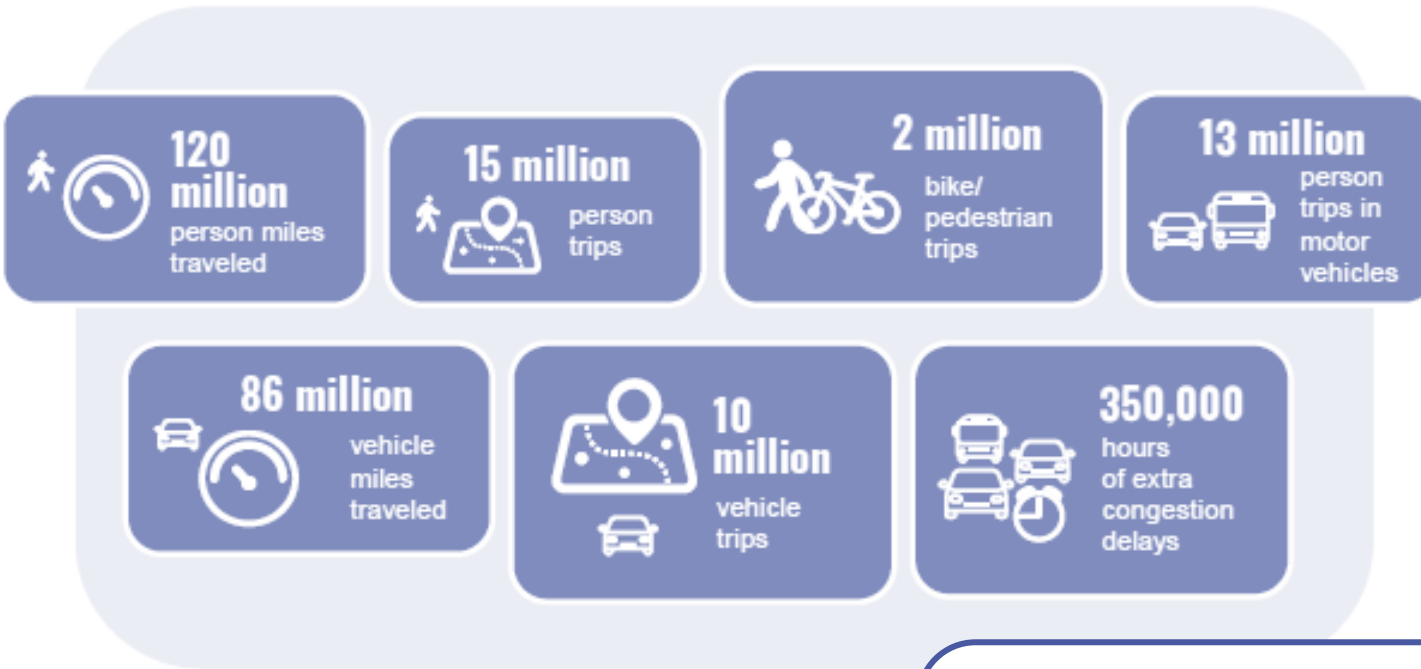 120
million
person miles
traveled
15 million
person
trips
2 million
bike/
pedestrian
trips
13 million
person
trips in
motor
vehicles
86 million
vehicle
miles
traveled
10
million
vehicle
trips
350,000
hours
of extra
congestion
delays